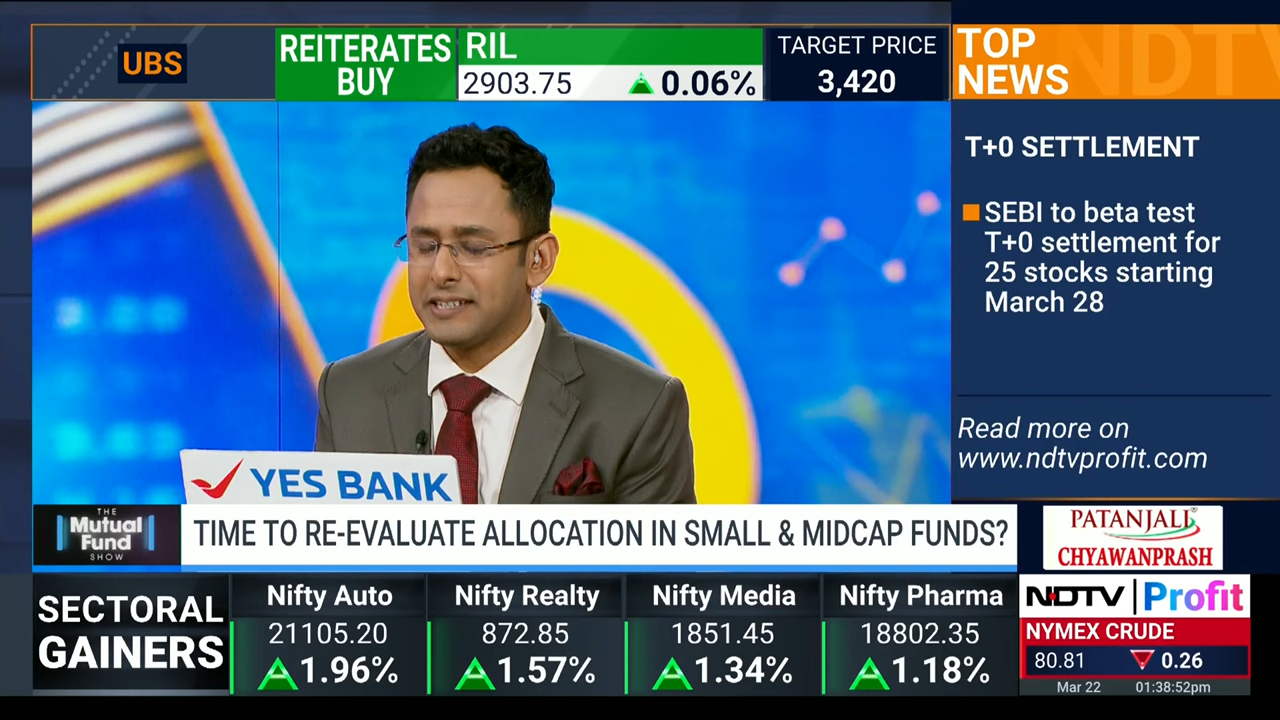 UBS
REITERATES
BUY
RIL
2903.75
0.06%
TARGET PRICE
3,420
TOP
NEWS
T+0 SETTLEMENT
SEBI to beta test
T+0 settlement for
25 stocks starting
March 28
Read more on
www.ndtvprofit.com
YES BANK
THE
Mutual
Fund
SHOW
TIME TO RE-EVALUATE ALLOCATION IN SMALL & MIDCAP FUNDS?
PATANJALI
CHYAWANPRASH
SECTORAL
GAINERS
Nifty Auto
21105.20
1.96%
Nifty Realty
872.85
1.57%
Nifty Media
1851.45
1.34%
Nifty Pharma
18802.35
1.18%
NDTV Profit
NYMEX CRUDE
80.81 0.26
Mar 22 01:38:52pm